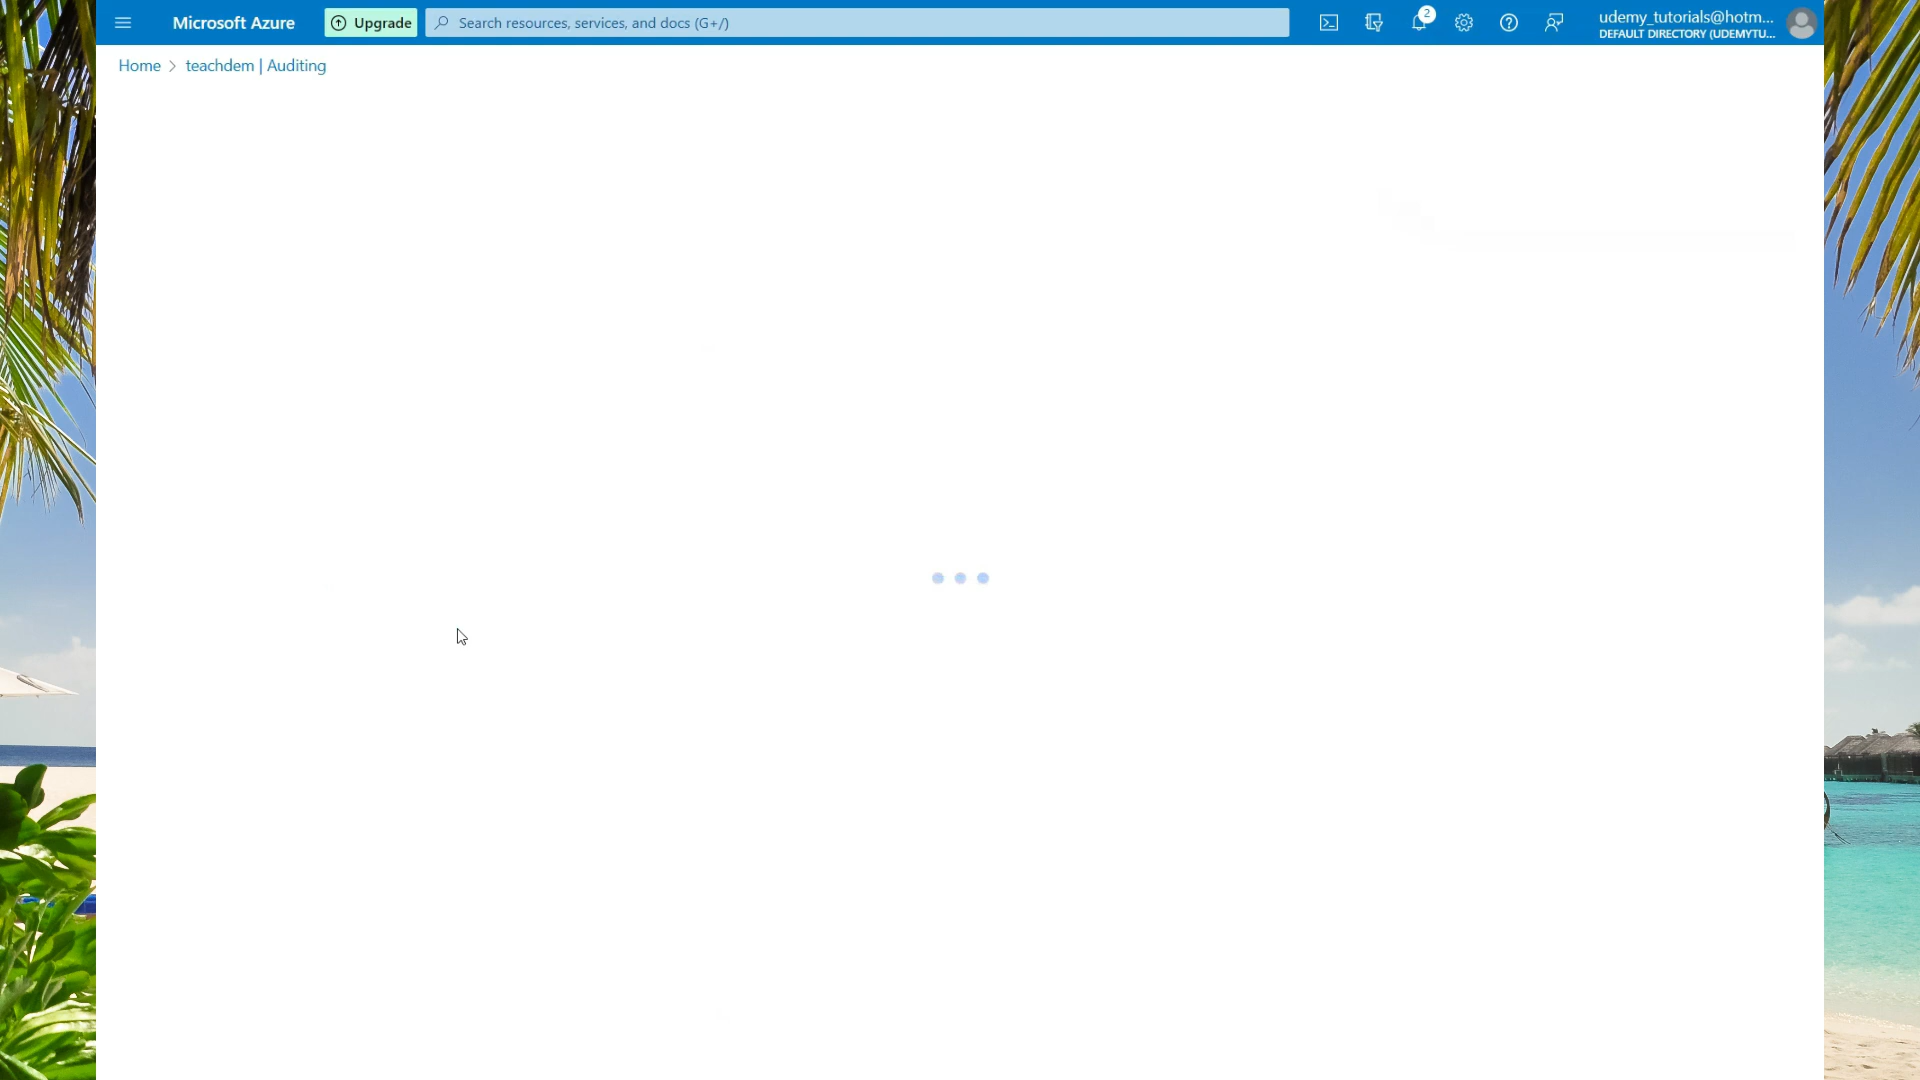 Microsoft Azure
Upgrade
Search resources, services, and docs (G+/)
2
udemy_tutorials@hotm...
DEFAULT DIRECTORY (UDEMYTU...
Home > teachdem | Auditing